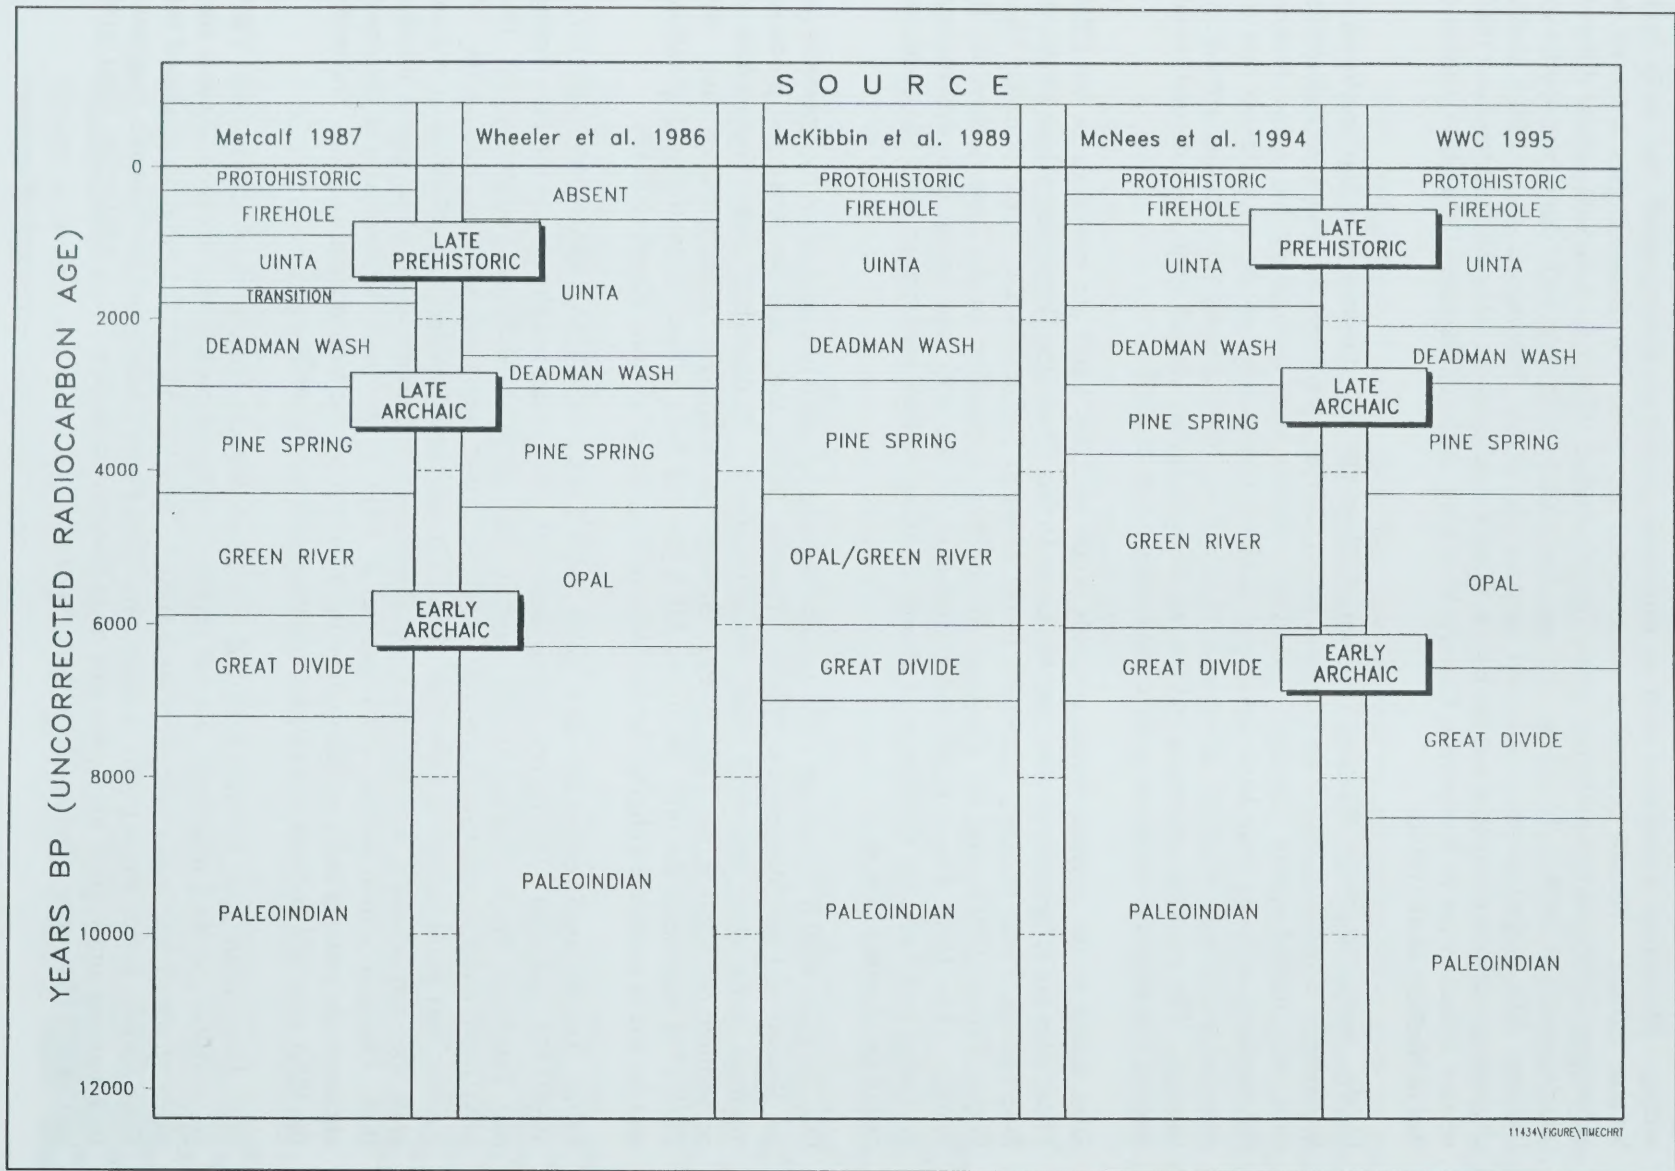 SOURCE
Metcalf 1987
Wheeler et al. 1986
McKibbin et al. 1989
McNees et al. 1994
WWC 1995
YEARS BP (UNCORRECTED RADIOCARBON AGE)
0
2000
4000
6000
8000
10000
12000
PROTOHISTORIC
FIREHOLE
UINTA
TRANSITION
DEADMAN WASH
PINE SPRING
GREEN RIVER
GREAT DIVIDE
PALEOINDIAN
LATE
PREHISTORIC
LATE
ARCHAIC
EARLY
ARCHAIC
ABSENT
UINTA
DEADMAN WASH
PINE SPRING
OPAL
PALEOINDIAN
PROTOHISTORIC
FIREHOLE
UINTA
DEADMAN WASH
PINE SPRING
OPAL/GREEN RIVER
GREAT DIVIDE
PALEOINDIAN
PROTOHISTORIC
FIREHOLE
UINTA
DEADMAN WASH
PINE SPRING
GREEN RIVER
GREAT DIVIDE
PALEOINDIAN
LATE
PREHISTORIC
LATE
ARCHAIC
EARLY
ARCHAIC
PROTOHISTORIC
FIREHOLE
UINTA
DEADMAN WASH
PINE SPRING
OPAL
GREAT DIVIDE
PALEOINDIAN
11434\FIGURE\TIMECHRT